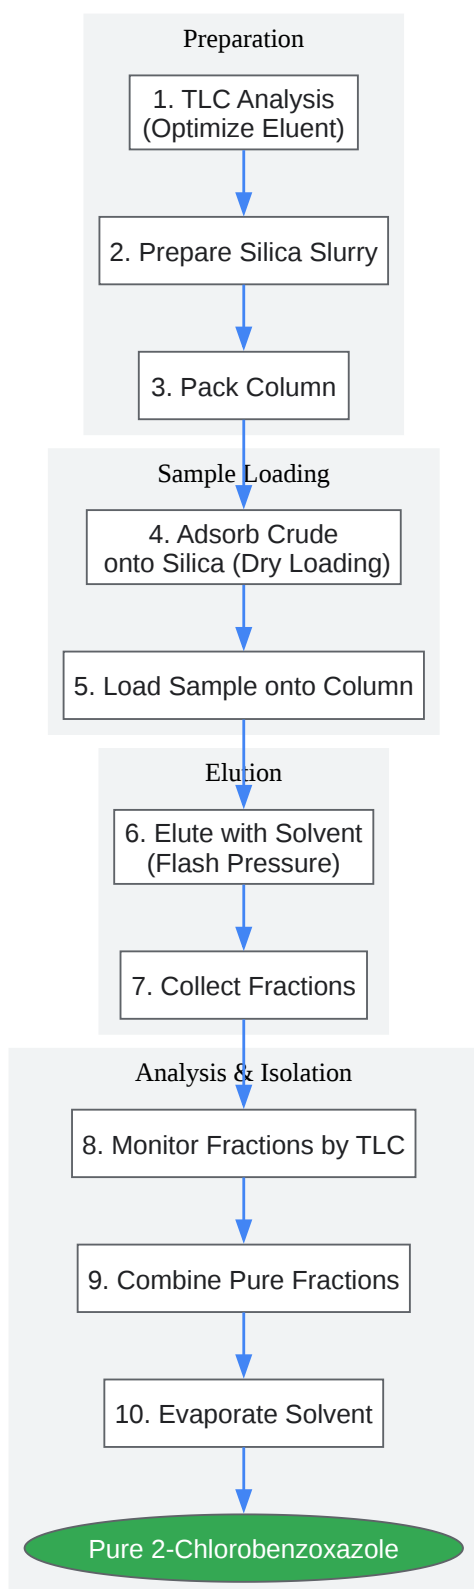 Preparation
1. TLC Analysis
(Optimize Eluent)
2. Prepare Silica Slurry
3. Pack Column
Sample Loading
4. Adsorb Crude
onto Silica (Dry Loading)
5. Load Sample onto Column
Elution
6. Elute with Solvent
(Flash Pressure)
7. Collect Fractions
Analysis & Isolation
8. Monitor Fractions by TLC
9. Combine Pure Fractions
10. Evaporate Solvent
Pure 2-Chlorobenzoxazole